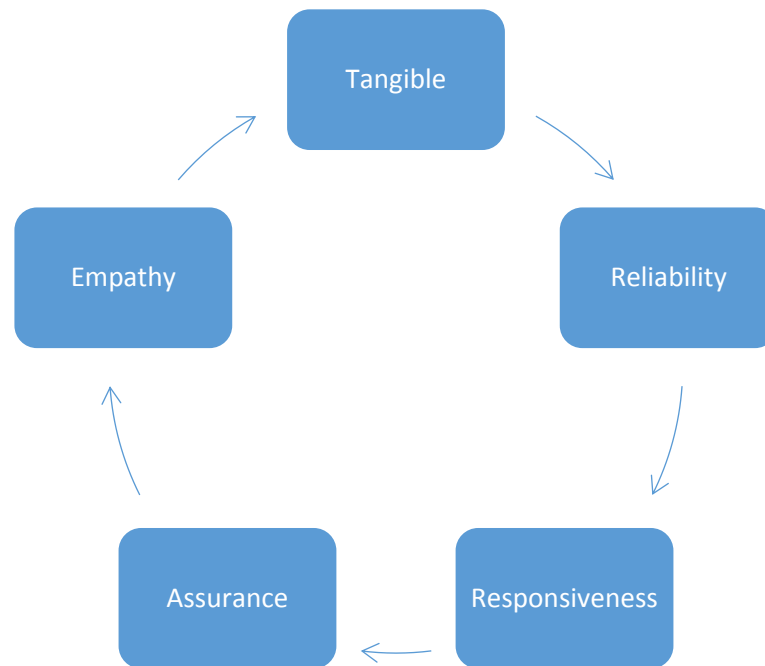 Tangible
Reliability
Responsiveness
Assurance
Empathy